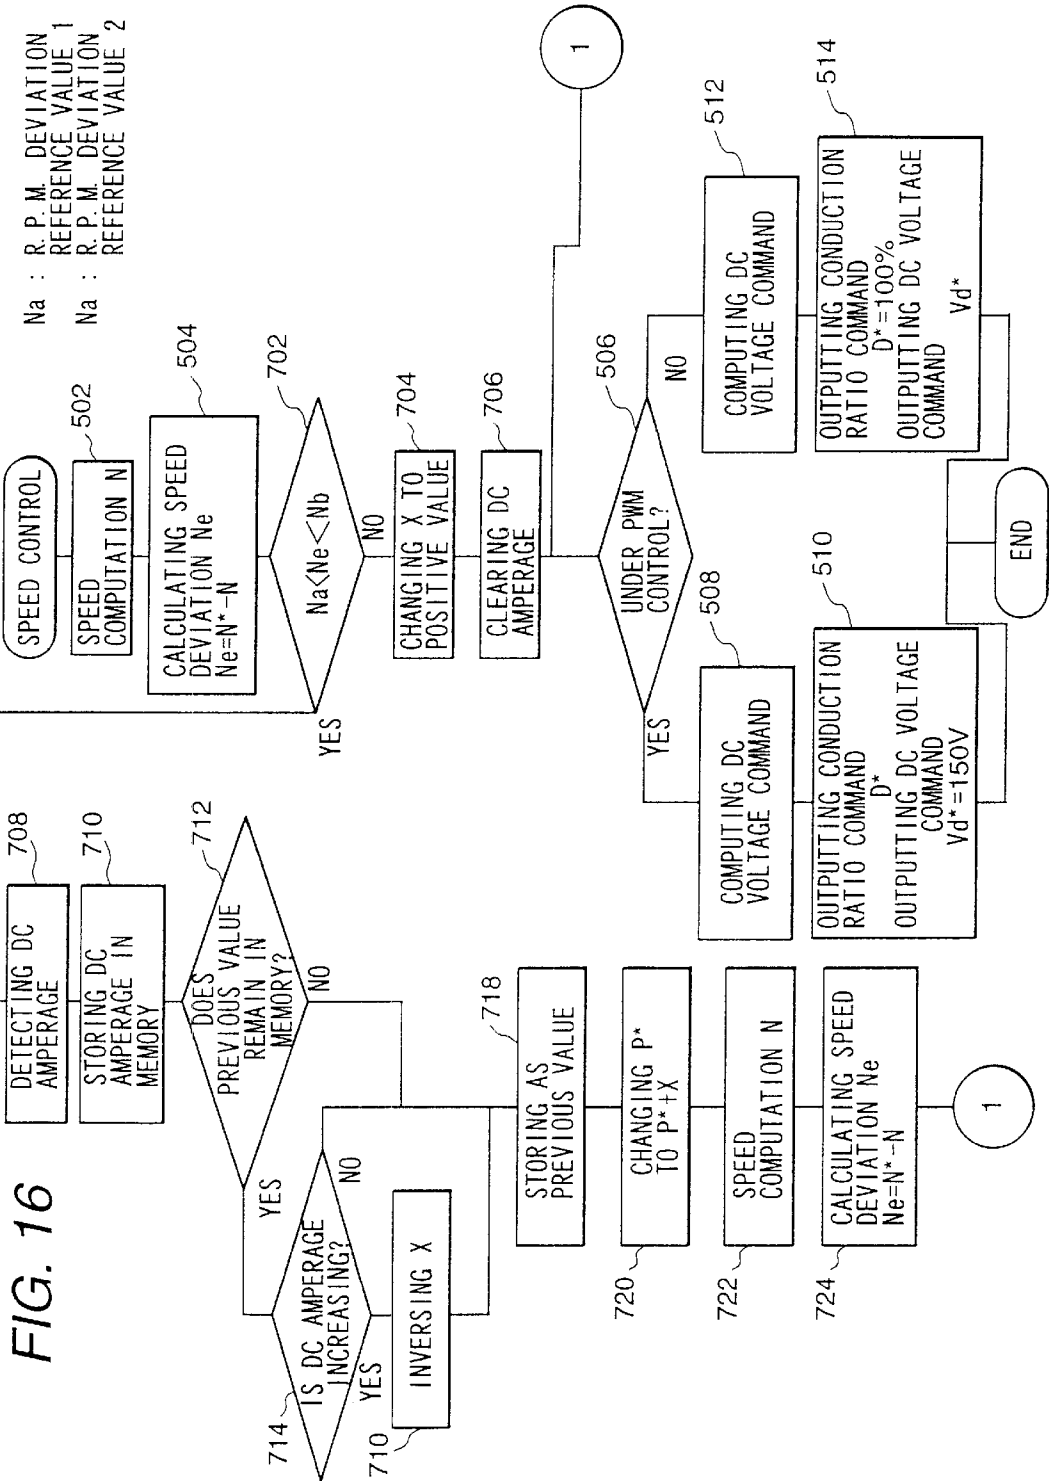 FIG. 16
Na : R.P.M. DEVIATION
REFERENCE VALUE 1
Na : R.P.M. DEVIATION
REFERENCE VALUE 2
708
DETECTING DC
AMPERAGE
710
STORING DC
AMPERAGE IN
MEMORY
712
DOES
PREVIOUS VALUE
REMAIN IN
MEMORY?
YES
NO
714
IS DC AMPERAGE
INCREASING?
YES
NO
710
INVERSING X
718
STORING AS
PREVIOUS VALUE
720
CHANGING P*
TO P*+X
722
SPEED
COMPUTATION N
724
CALCULATING SPEED
DEVIATION Ne
Ne=N*-N
1
SPEED CONTROL
502
SPEED
COMPUTATION N
504
CALCULATING SPEED
DEVIATION Ne
Ne=N*-N
702
Na<Ne<Nb
YES
NO
704
CHANGING X TO
POSITIVE VALUE
706
CLEARING DC
AMPERAGE
1
506
UNDER PWM
CONTROL?
YES
NO
508
COMPUTING DC
VOLTAGE COMMAND
510
OUTPUTTING CONDUCTION
RATIO COMMAND
D*
OUTPUTTING DC VOLTAGE
COMMAND
Vd*=150V
512
COMPUTING DC
VOLTAGE COMMAND
514
OUTPUTTING CONDUCTION
RATIO COMMAND
D*=100%
OUTPUTTING DC VOLTAGE
COMMAND
Vd*
END